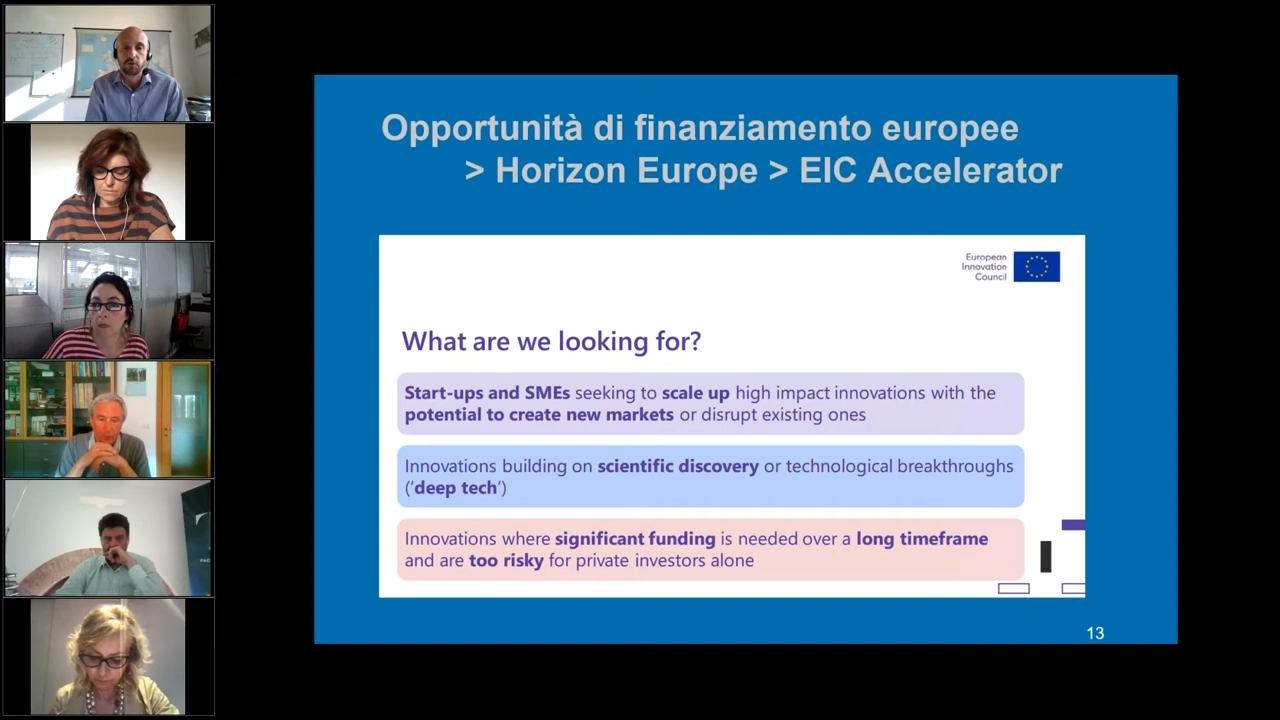 Opportunità di finanziamento europee
> Horizon Europe > EIC Accelerator
European
Innovation
Council
What are we looking for?
Start-ups and SMEs seeking to scale up high impact innovations with the
potential to create new markets or disrupt existing ones
Innovations building on scientific discovery or technological breakthroughs
(‘deep tech’)
Innovations where significant funding is needed over a long timeframe
and are too risky for private investors alone
13